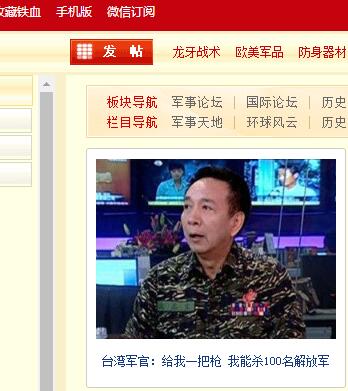 收藏铁血 手机版 微信订阅
发 帖 龙牙战术 欧美军品 防身器材
板块导航 军事论坛 | 国际论坛 | 历史
栏目导航 军事天地 | 环球风云 | 历史
台湾军官：给我一把枪 我能杀100名解放军